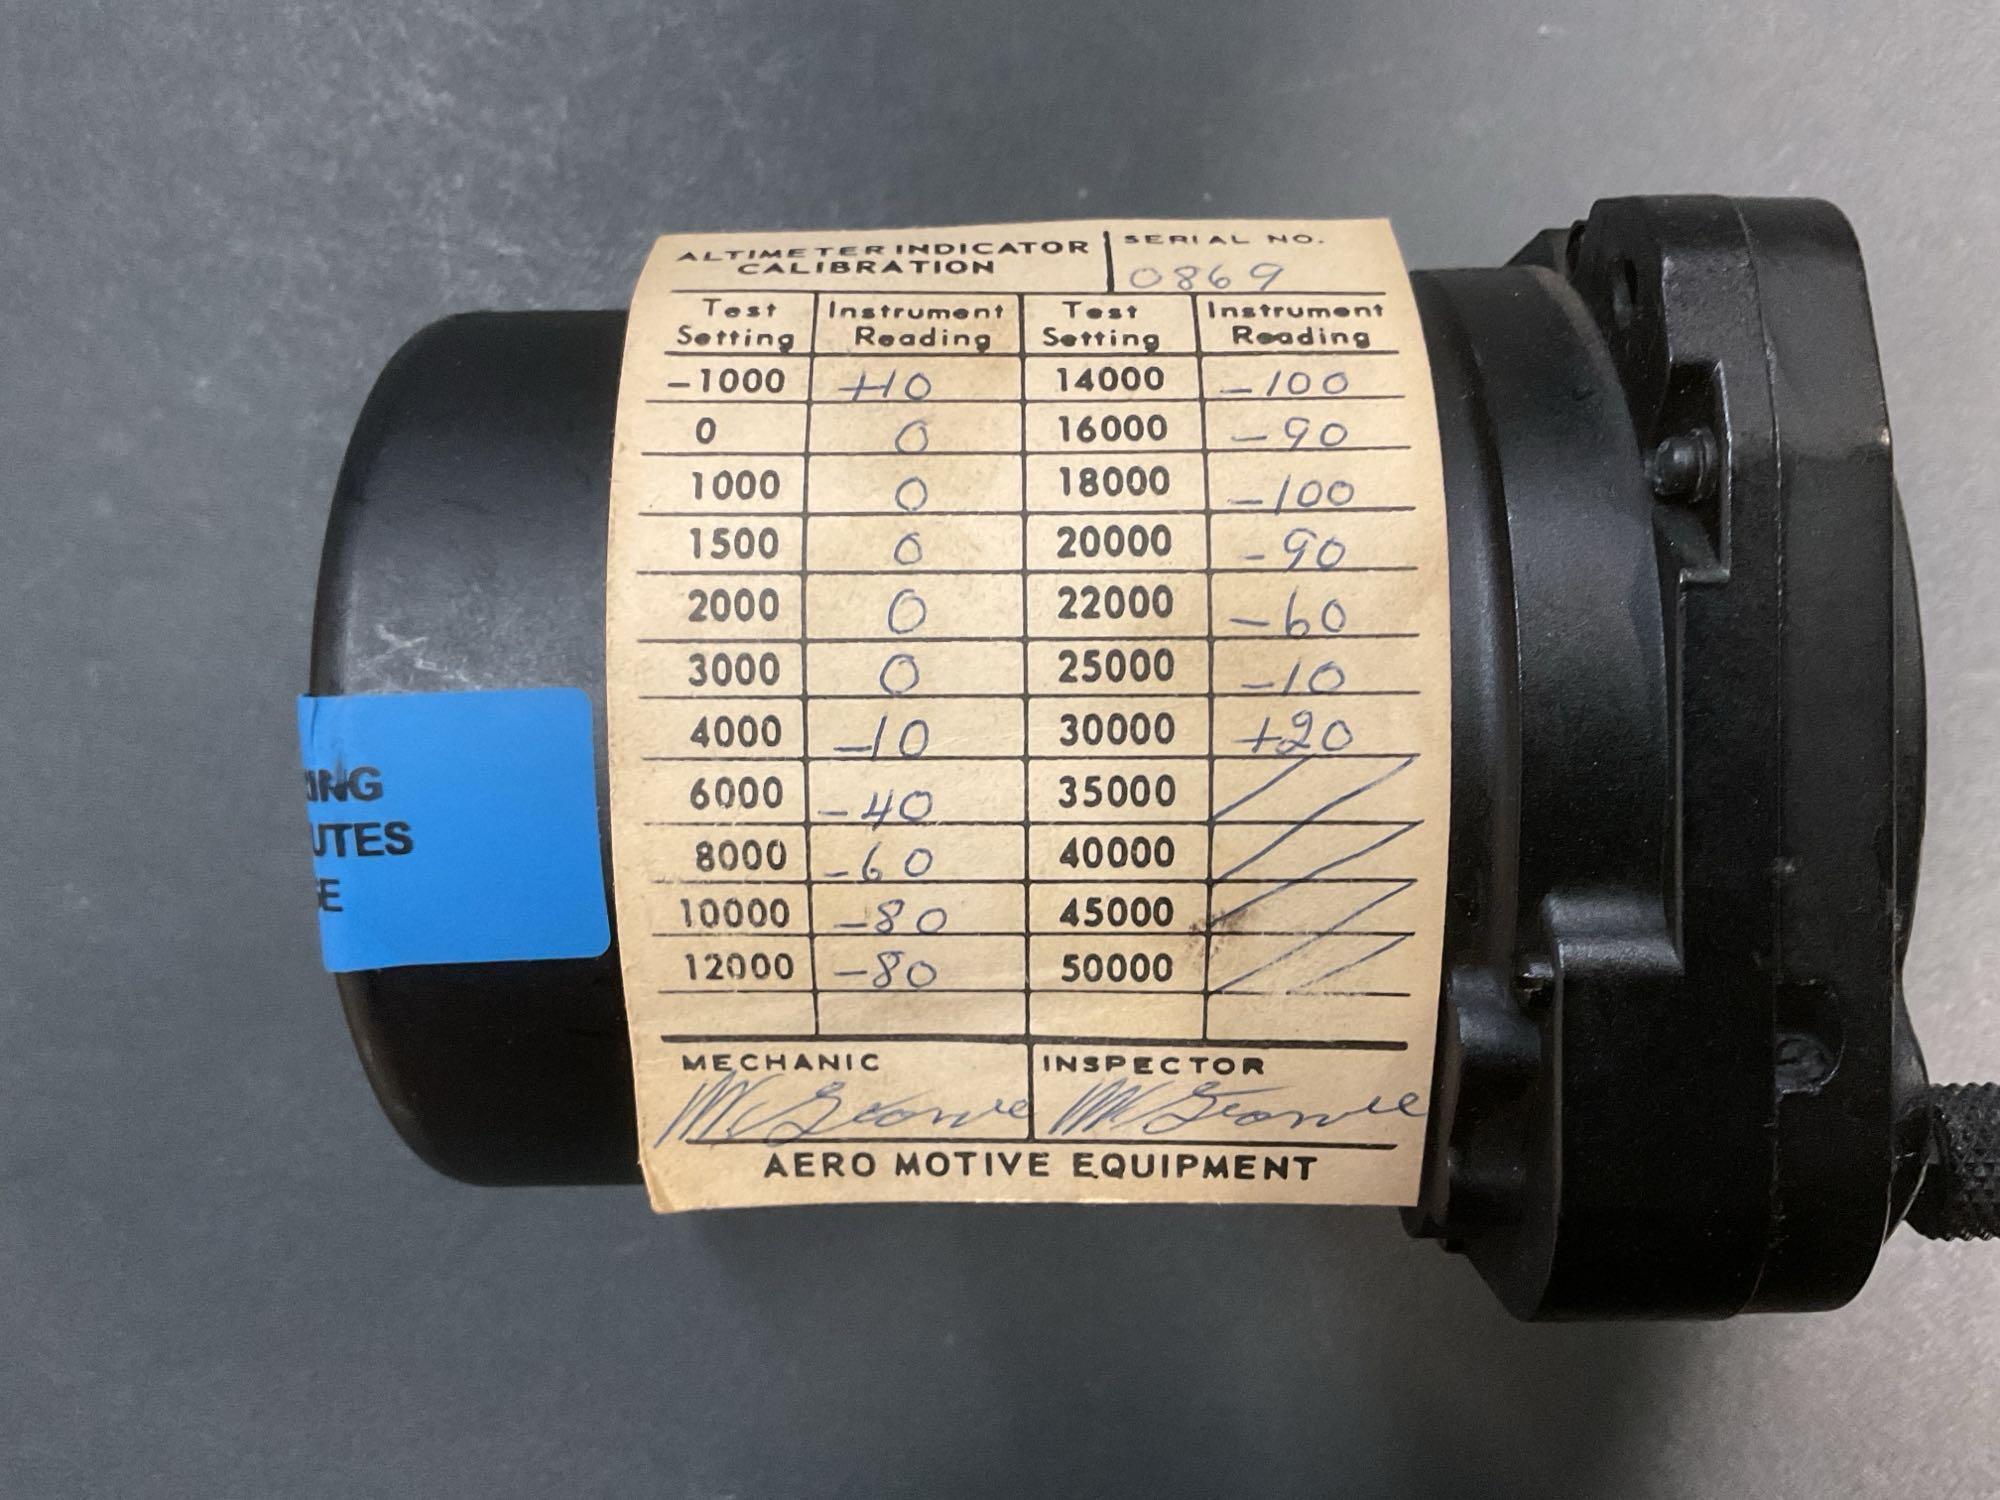 ALTIMETER INDICATOR CALIBRATION
SERIAL NO.
0869
Test Setting Instrument Reading Test Setting Instrument Reading
-1000 +10 14000 -100
0 0 16000 -90
1000 0 18000 -100
1500 0 20000 -90
2000 0 22000 -60
3000 0 25000 -10
4000 -10 30000 +20
6000 -40 35000
8000 -60 40000
10000 -80 45000
12000 -80 50000
MECHANIC INSPECTOR
AERO MOTIVE EQUIPMENT